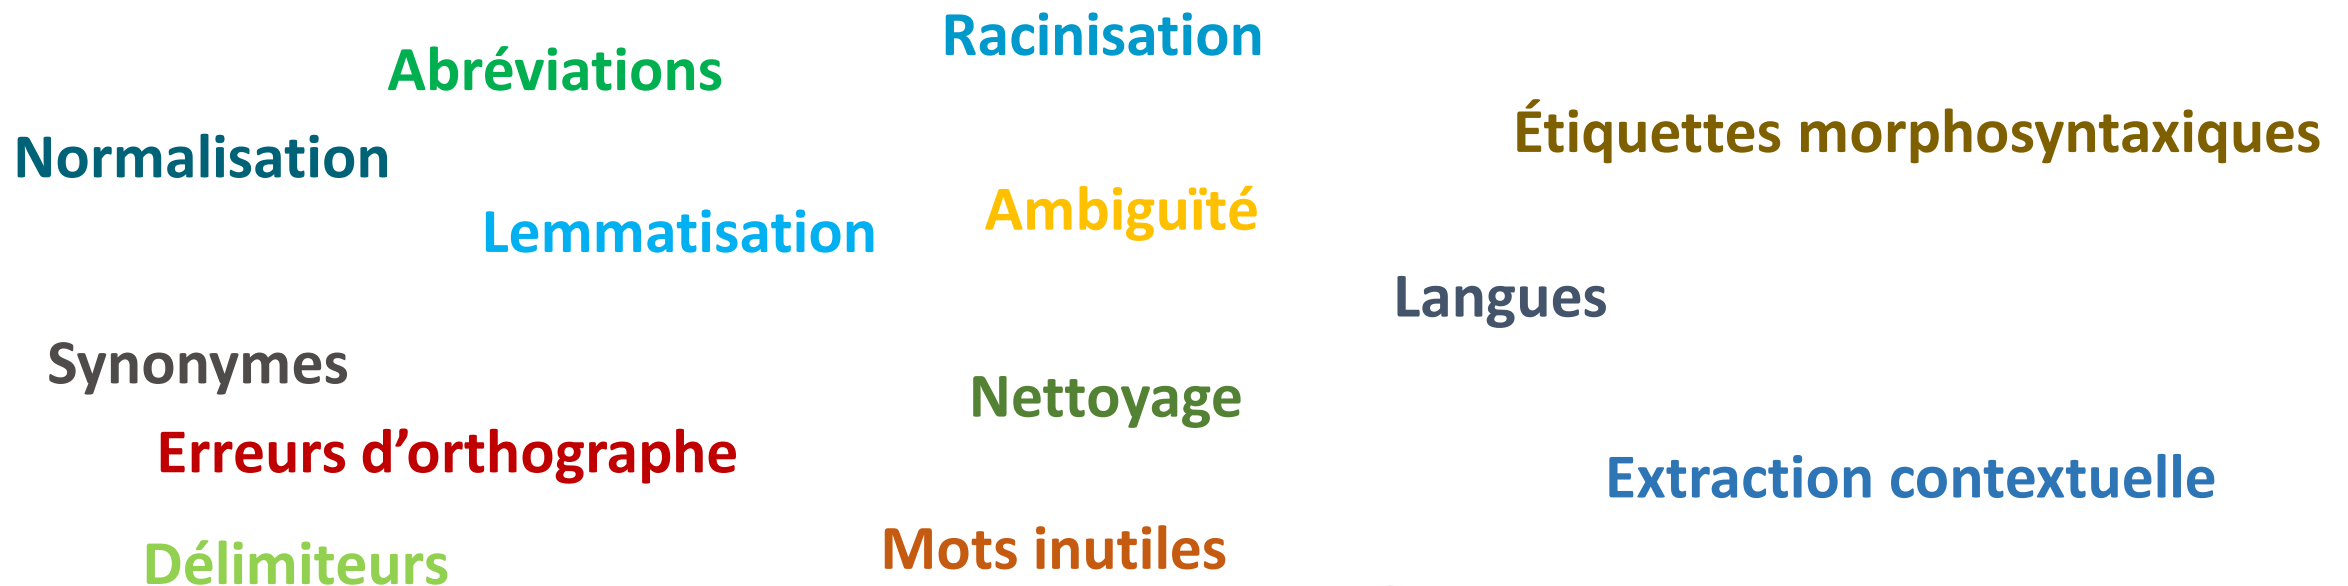 Racinisation
Abréviations
Étiquettes morphosyntaxiques
Normalisation
Ambiguïté
Lemmatisation
Langues
Synonymes
Nettoyage
Erreurs d’orthographe
Extraction contextuelle
Mots inutiles
Délimiteurs